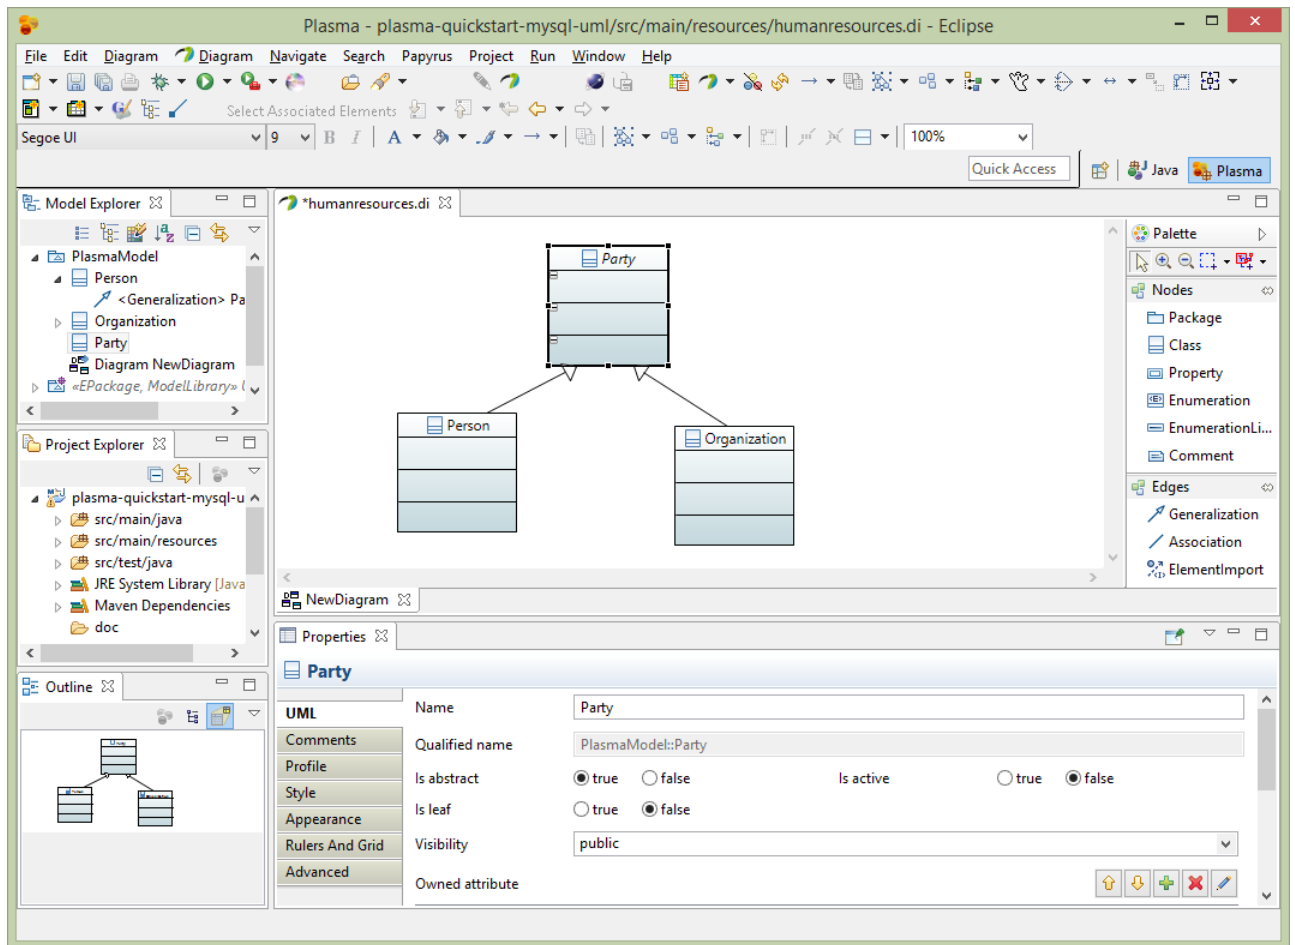 Plasma - plasma-quickstart-mysql-uml/src/main/resources/humanresources.di - Eclipse
File Edit Diagram Diagram Navigate Search Papyrus Project Run Window Help
Select Associated Elements
Segoe UI 9 B I A 100%
Quick Access Java Plasma
Model Explorer
PlasmaModel
Person
<Generalization> Pa
Organization
Party
Diagram NewDiagram
«EPackage, ModelLibrary»
Project Explorer
plasma-quickstart-mysql-u
src/main/java
src/main/resources
src/test/java
JRE System Library [Java
Maven Dependencies
doc
Outline
*humanresources.di
Party
Person
Organization
NewDiagram
Palette
Nodes
Package
Class
Property
Enumeration
EnumerationLi...
Comment
Edges
Generalization
Association
ElementImport
Properties
Party
UML
Comments
Profile
Style
Appearance
Rulers And Grid
Advanced
Name Party
Qualified name PlasmaModel::Party
Is abstract true false Is active true false
Is leaf true false
Visibility public
Owned attribute